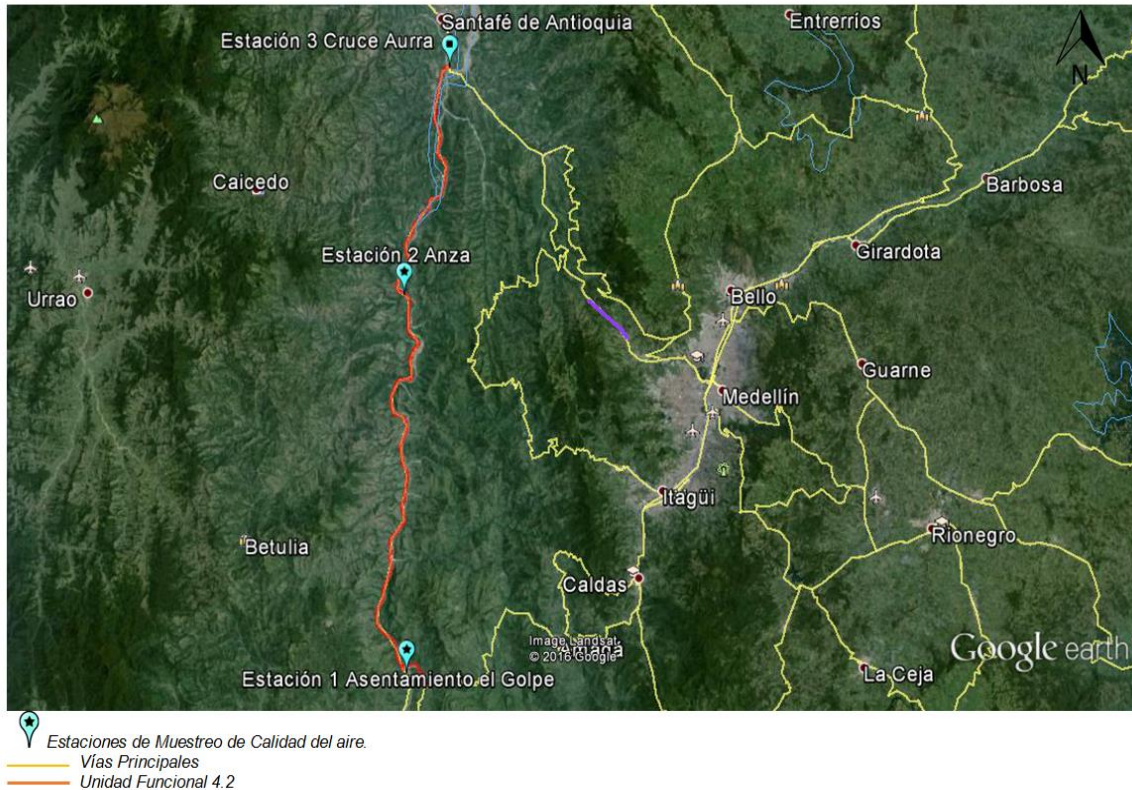 Santafé de Antioquia
Entrerríos
Estación 3 Cruce Aurra
N
Caicedo
Barbosa
Estación 2 Anza
Girardota
Urrao
Bello
Guarne
Medellín
Itagüi
Rionegro
Betulia
Caldas
Image Landsat
© 2016 Google
Amagá
Google earth
La Ceja
Estación 1 Asentamiento el Golpe
Estaciones de Muestreo de Calidad del aire.
Vías Principales
Unidad Funcional 4.2